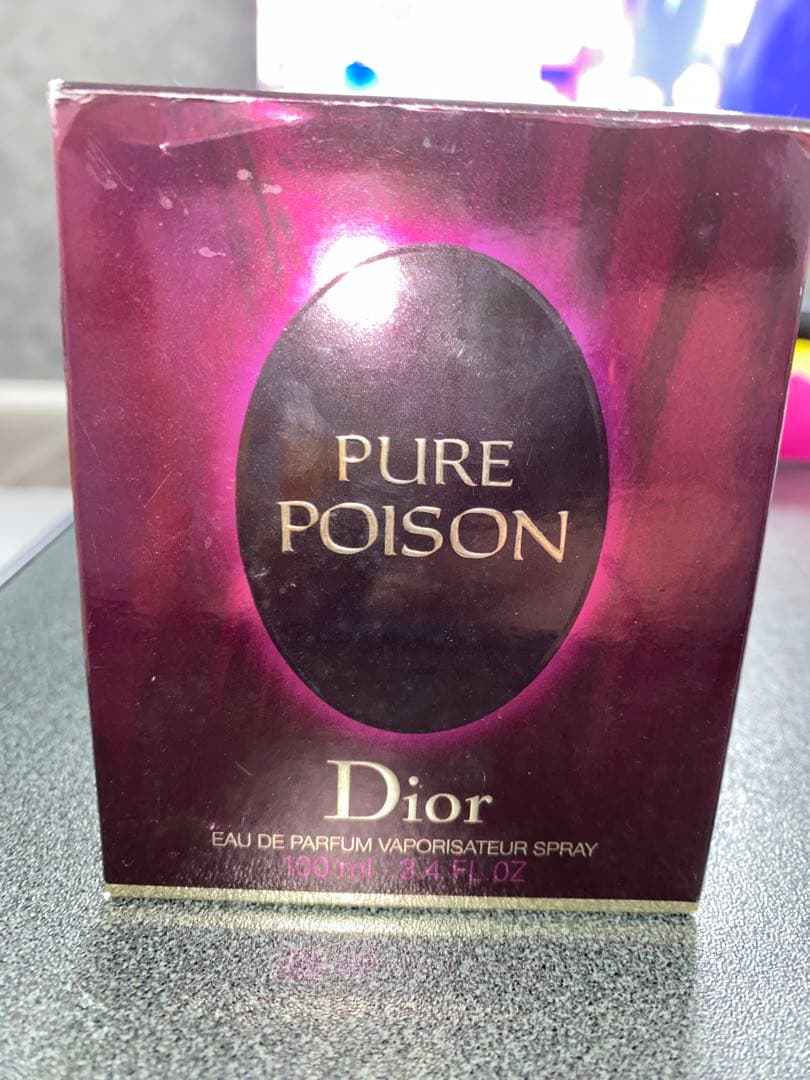 PURE
POISON
Dior
EAU DE PARFUM VAPORISATEUR SPRAY
100 ml - 3.4 FL. OZ